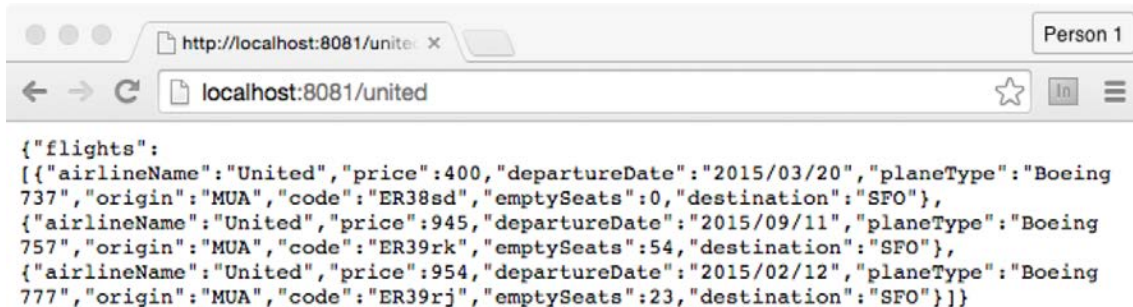 http://localhost:8081/unite
Person 1
localhost:8081/united
In
{"flights":
[{"airlineName":"United","price":400,"departureDate":"2015/03/20","planeType":"Boeing
737","origin":"MUA","code":"ER38sd","emptySeats":0,"destination":"SFO"},
{"airlineName":"United","price":945,"departureDate":"2015/09/11","planeType":"Boeing
757","origin":"MUA","code":"ER39rk","emptySeats":54,"destination":"SFO"},
{"airlineName":"United","price":954,"departureDate":"2015/02/12","planeType":"Boeing
777","origin":"MUA","code":"ER39rj","emptySeats":23,"destination":"SFO"}]}